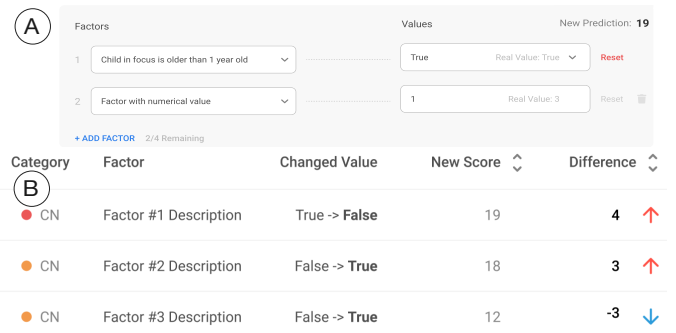 A
Factors Values New Prediction: 19
1 Child in focus is older than 1 year old True Real Value: True Reset
2 Factor with numerical value 1 Real Value: 3 Reset
+ ADD FACTOR 2/4 Remaining
Category Factor Changed Value New Score Difference
B
CN Factor #1 Description True -> False 19 4
CN Factor #2 Description False -> True 18 3
CN Factor #3 Description False -> True 12 -3